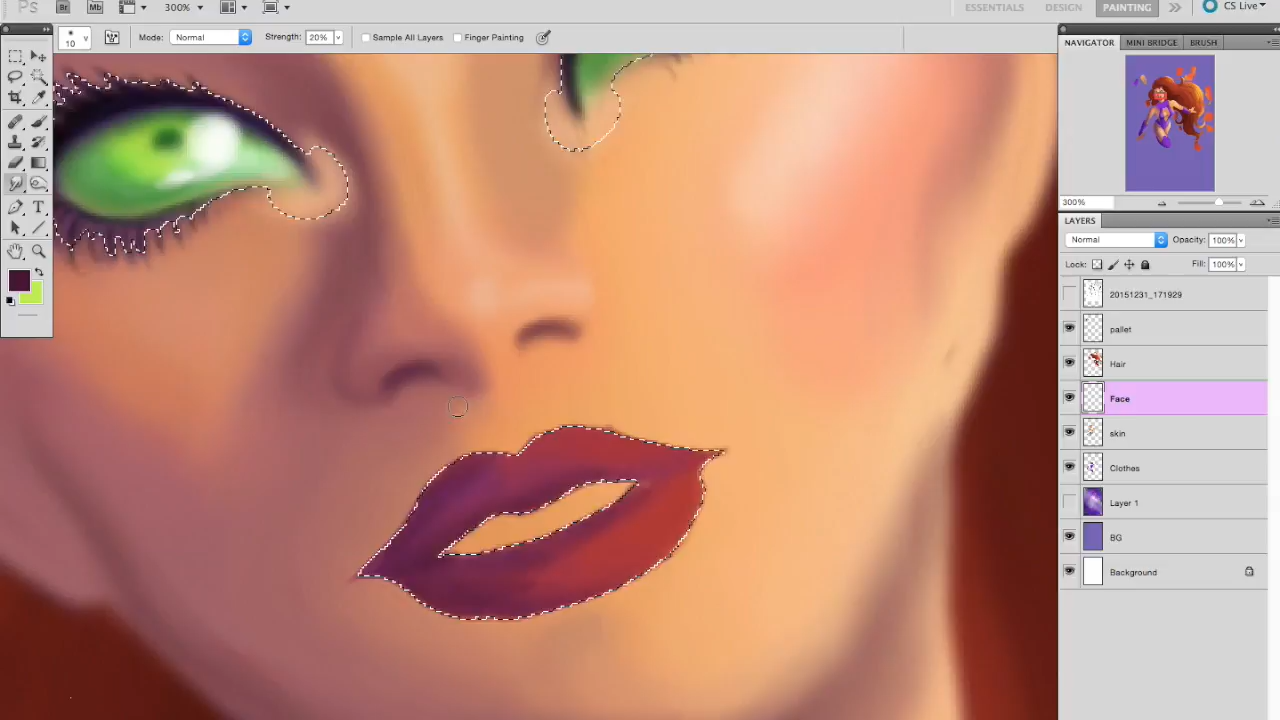 Ps Br Mb 300% ESSENTIALS DESIGN PAINTING CS Live
10 Mode: Normal Strength: 20% Sample All Layers Finger Painting
NAVIGATOR MINI BRIDGE BRUSH
300%
LAYERS
Normal Opacity: 100%
Lock: Fill: 100%
20151231_171929
pallet
Hair
Face
skin
Clothes
Layer 1
BG
Background